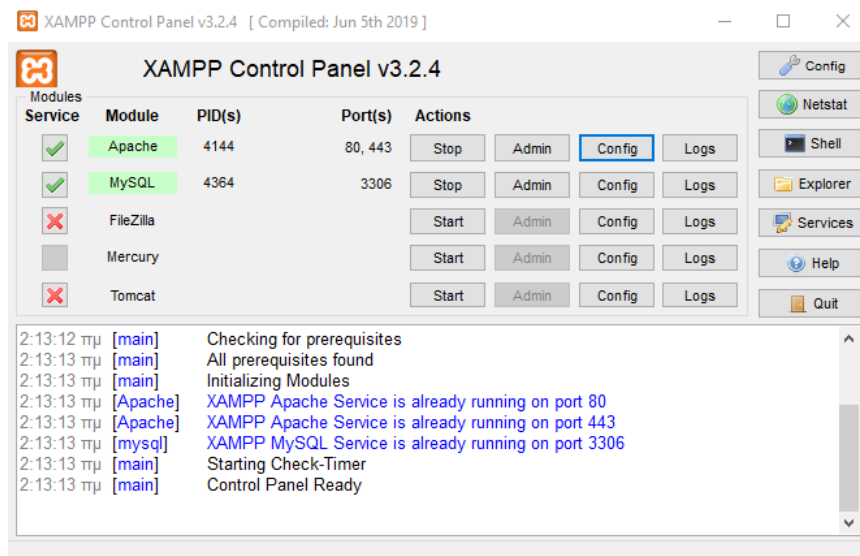 XAMPP Control Panel v3.2.4 [ Compiled: Jun 5th 2019 ]
XAMPP Control Panel v3.2.4
Config
Modules
Service Module PID(s) Port(s) Actions
Netstat
Apache 4144 80, 443 Stop Admin Config Logs
Shell
MySQL 4364 3306 Stop Admin Config Logs
Explorer
FileZilla Start Admin Config Logs
Services
Mercury Start Admin Config Logs
Help
Tomcat Start Admin Config Logs
Quit
2:13:12 πμ [main] Checking for prerequisites
2:13:13 πμ [main] All prerequisites found
2:13:13 πμ [main] Initializing Modules
2:13:13 πμ [Apache] XAMPP Apache Service is already running on port 80
2:13:13 πμ [Apache] XAMPP Apache Service is already running on port 443
2:13:13 πμ [mysql] XAMPP MySQL Service is already running on port 3306
2:13:13 πμ [main] Starting Check-Timer
2:13:13 πμ [main] Control Panel Ready